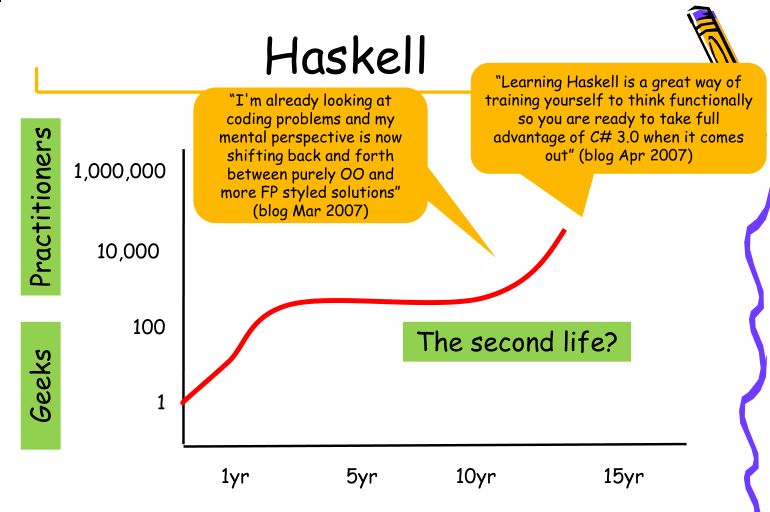 Haskell
“I'm already looking at
coding problems and my
mental perspective is now
shifting back and forth
between purely OO and
more FP styled solutions”
(blog Mar 2007)
“Learning Haskell is a great way of
training yourself to think functionally
so you are ready to take full
advantage of C# 3.0 when it comes
out” (blog Apr 2007)
Practitioners
Geeks
1,000,000
10,000
100
1
The second life?
1yr
5yr
10yr
15yr